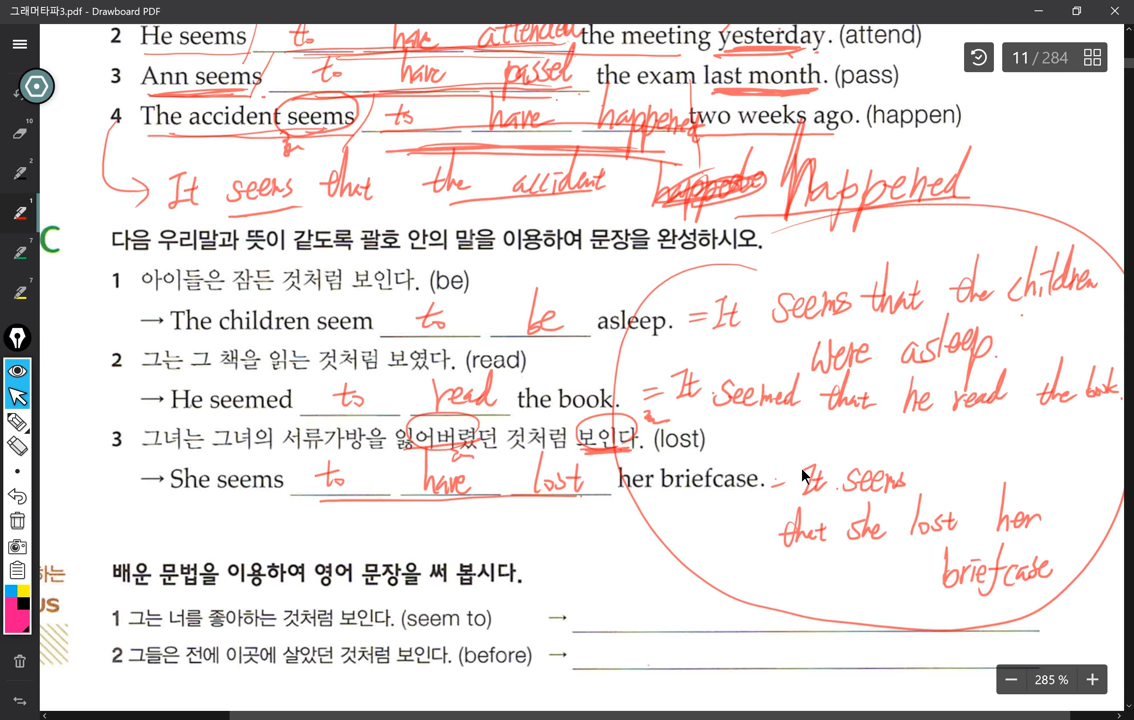 그래머타파3.pdf - Drawboard PDF
11 / 284
2 He seems to have attended the meeting yesterday. (attend)
3 Ann seems to have passed the exam last month. (pass)
4 The accident seems to have happened two weeks ago. (happen)
It seems that the accident happened
C 다음 우리말과 뜻이 같도록 괄호 안의 말을 이용하여 문장을 완성하시오.
1 아이들은 잠든 것처럼 보인다. (be)
→ The children seem to be asleep. = It seems that the children
were asleep.
2 그는 그 책을 읽는 것처럼 보였다. (read)
→ He seemed to read the book. = It seemed that he read the book.
3 그녀는 그녀의 서류가방을 잃어버렸던 것처럼 보인다. (lost)
→ She seems to have lost her briefcase. = It seems
that she lost her
briefcase
하는
US
배운 문법을 이용하여 영어 문장을 써 봅시다.
1 그는 너를 좋아하는 것처럼 보인다. (seem to) →
2 그들은 전에 이곳에 살았던 것처럼 보인다. (before) →
285 %
10
2
1
7
7